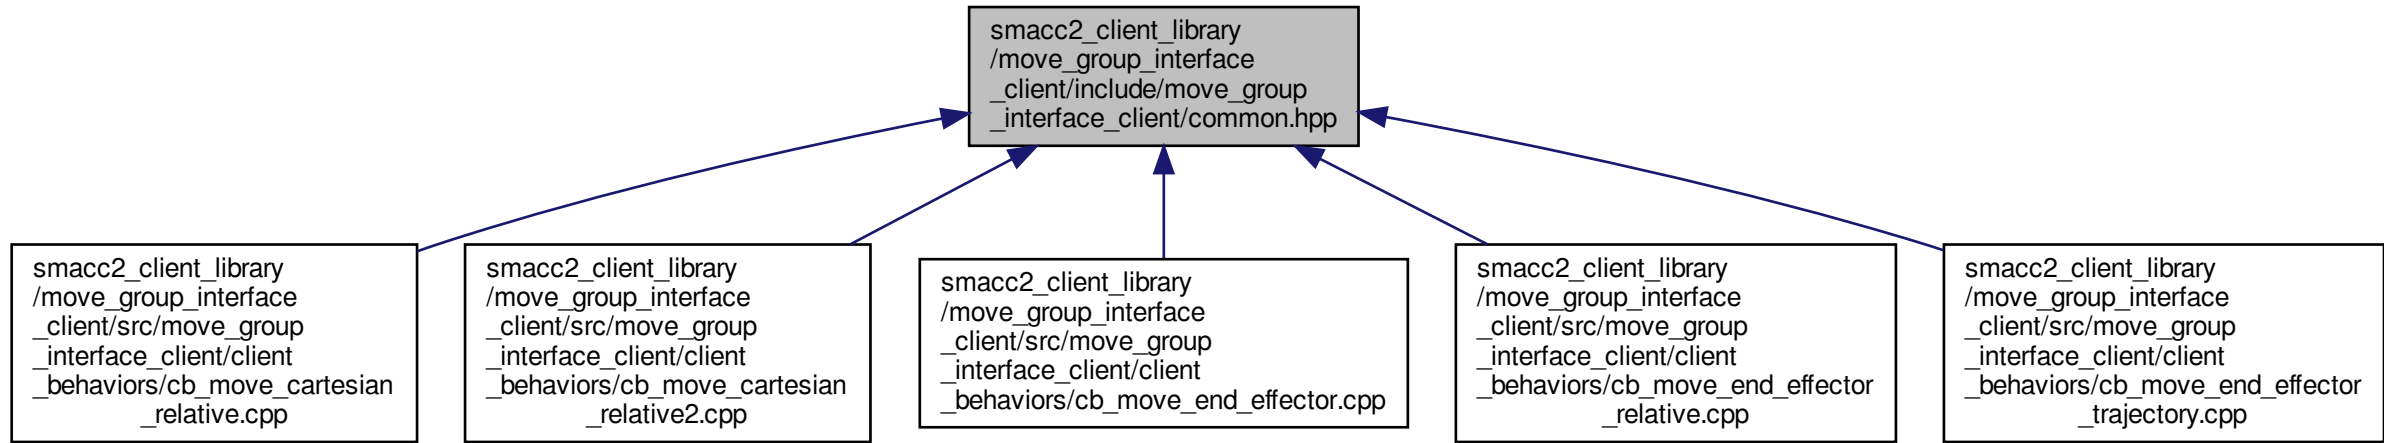 smacc2_client_library
/move_group_interface
_client/include/move_group
_interface_client/common.hpp
smacc2_client_library
/move_group_interface
_client/src/move_group
_interface_client/client
_behaviors/cb_move_cartesian
_relative.cpp
smacc2_client_library
/move_group_interface
_client/src/move_group
_interface_client/client
_behaviors/cb_move_cartesian
_relative2.cpp
smacc2_client_library
/move_group_interface
_client/src/move_group
_interface_client/client
_behaviors/cb_move_end_effector.cpp
smacc2_client_library
/move_group_interface
_client/src/move_group
_interface_client/client
_behaviors/cb_move_end_effector
_relative.cpp
smacc2_client_library
/move_group_interface
_client/src/move_group
_interface_client/client
_behaviors/cb_move_end_effector
_trajectory.cpp